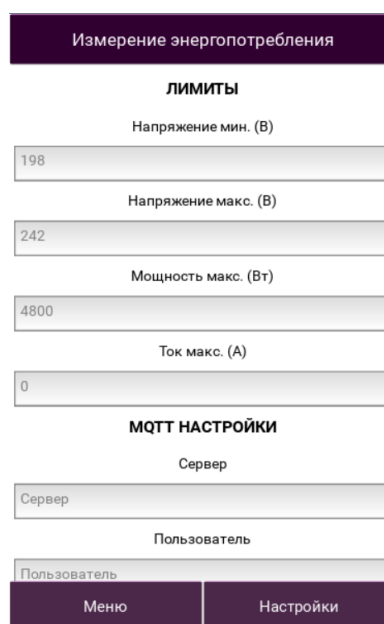 Измерение энергопотребления
ЛИМИТЫ
Напряжение мин. (В)
198
Напряжение макс. (В)
242
Мощность макс. (Вт)
4800
Ток макс. (А)
0
MQTT НАСТРОЙКИ
Сервер
Сервер
Пользователь
Пользователь
Меню
Настройки